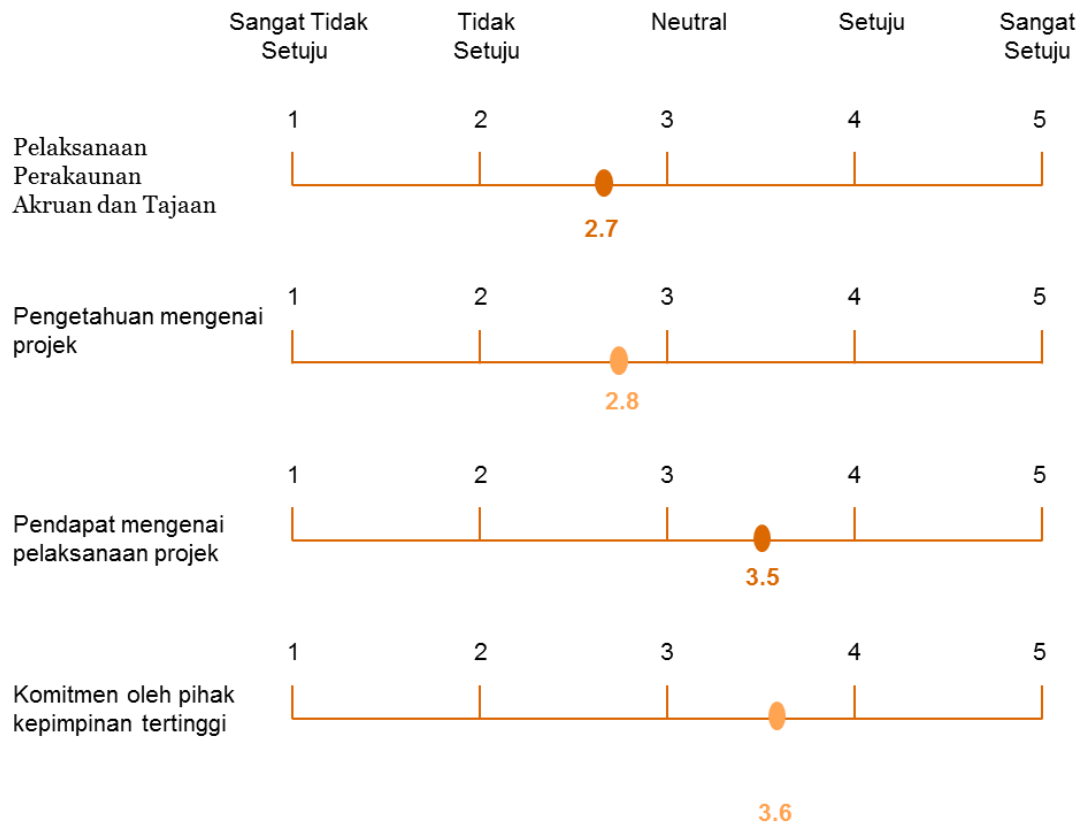 Sangat Tidak
Setuju
Tidak
Setuju
Neutral
Setuju
Sangat
Setuju
1 2 3 4 5
Pelaksanaan
Perakaunan
Akruan dan Tajaan
2.7
1 2 3 4 5
Pengetahuan mengenai
projek
2.8
1 2 3 4 5
Pendapat mengenai
pelaksanaan projek
3.5
1 2 3 4 5
Komitmen oleh pihak
kepimpinan tertinggi
3.6